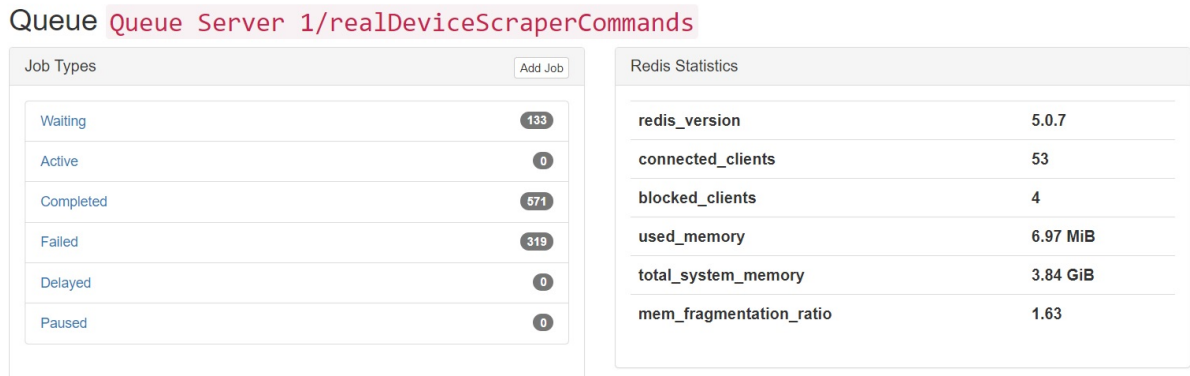 Queue Queue Server 1/realDeviceScraperCommands
Job Types
Add Job
Waiting 133
Active 0
Completed 571
Failed 319
Delayed 0
Paused 0
Redis Statistics
redis_version 5.0.7
connected_clients 53
blocked_clients 4
used_memory 6.97 MiB
total_system_memory 3.84 GiB
mem_fragmentation_ratio 1.63